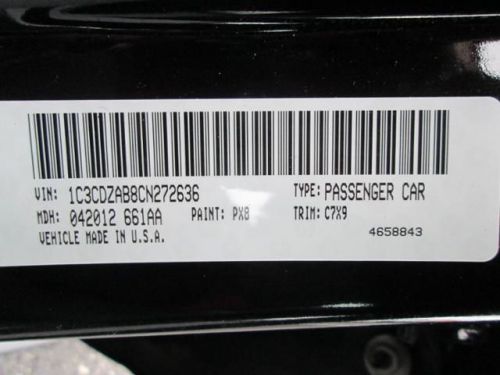 VIN: 1C3CDZAB8CN272636 TYPE: PASSENGER CAR
MDH: 042012 661AA PAINT: PX8 TRIM: C7X9
VEHICLE MADE IN U.S.A. 4658843